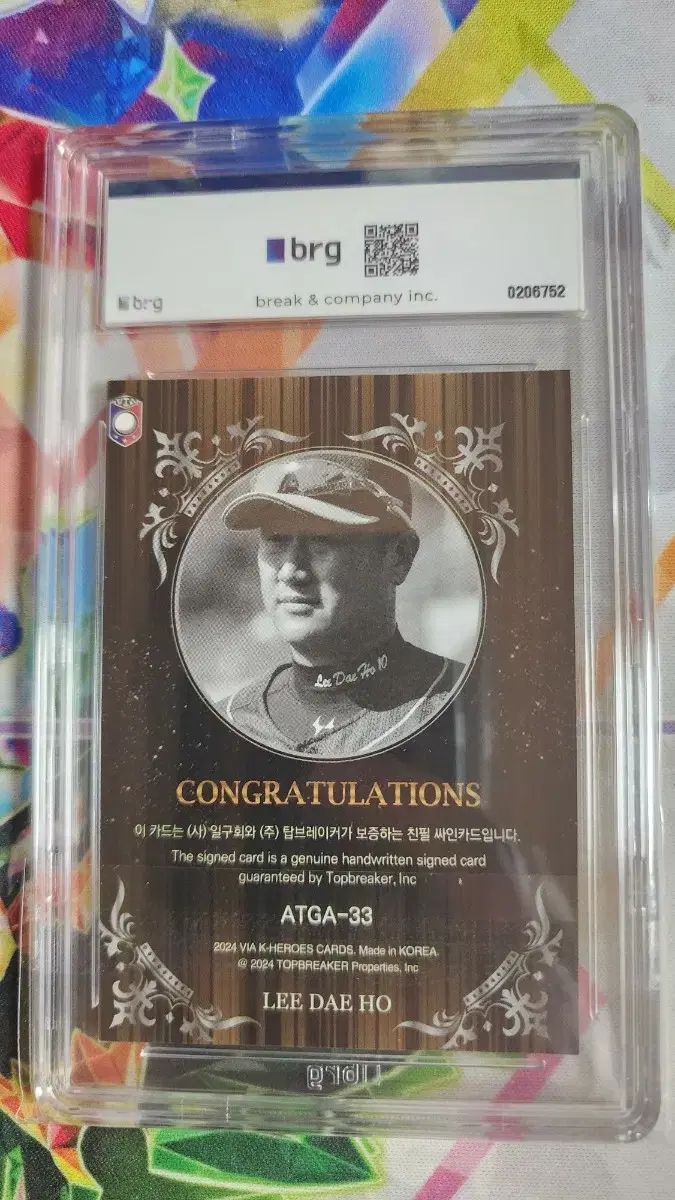 brg
brg
break & company inc.
0206752
Lee Dae Ho 10
CONGRATULATIONS
이 카드는 (사) 일구회와 (주) 탑브레이커가 보증하는 친필 싸인카드입니다.
The signed card is a genuine handwritten signed card
guaranteed by Topbreaker, Inc
ATGA-33
2024 VIA K-HEROES CARDS. Made in KOREA
@ 2024 TOPBREAKER Properties, Inc
LEE DAE HO
brg